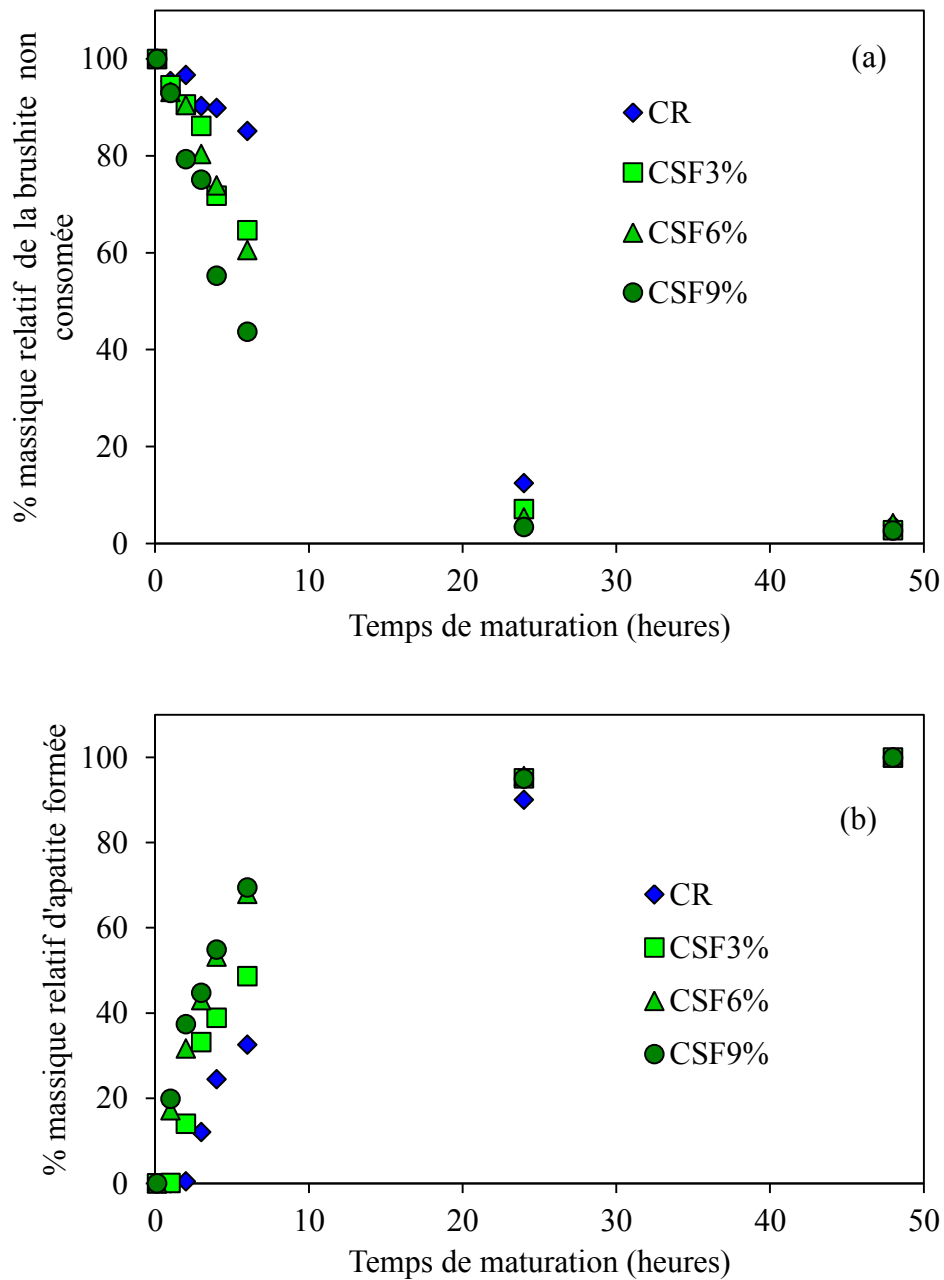 % massique relatif de la brushite non
consomée
100
80
60
40
20
0
(a)
CR
CSF3%
CSF6%
CSF9%
0 10 20 30 40 50
Temps de maturation (heures)
% massique relatif d'apatite formée
100
80
60
40
20
0
(b)
CR
CSF3%
CSF6%
CSF9%
0 10 20 30 40 50
Temps de maturation (heures)